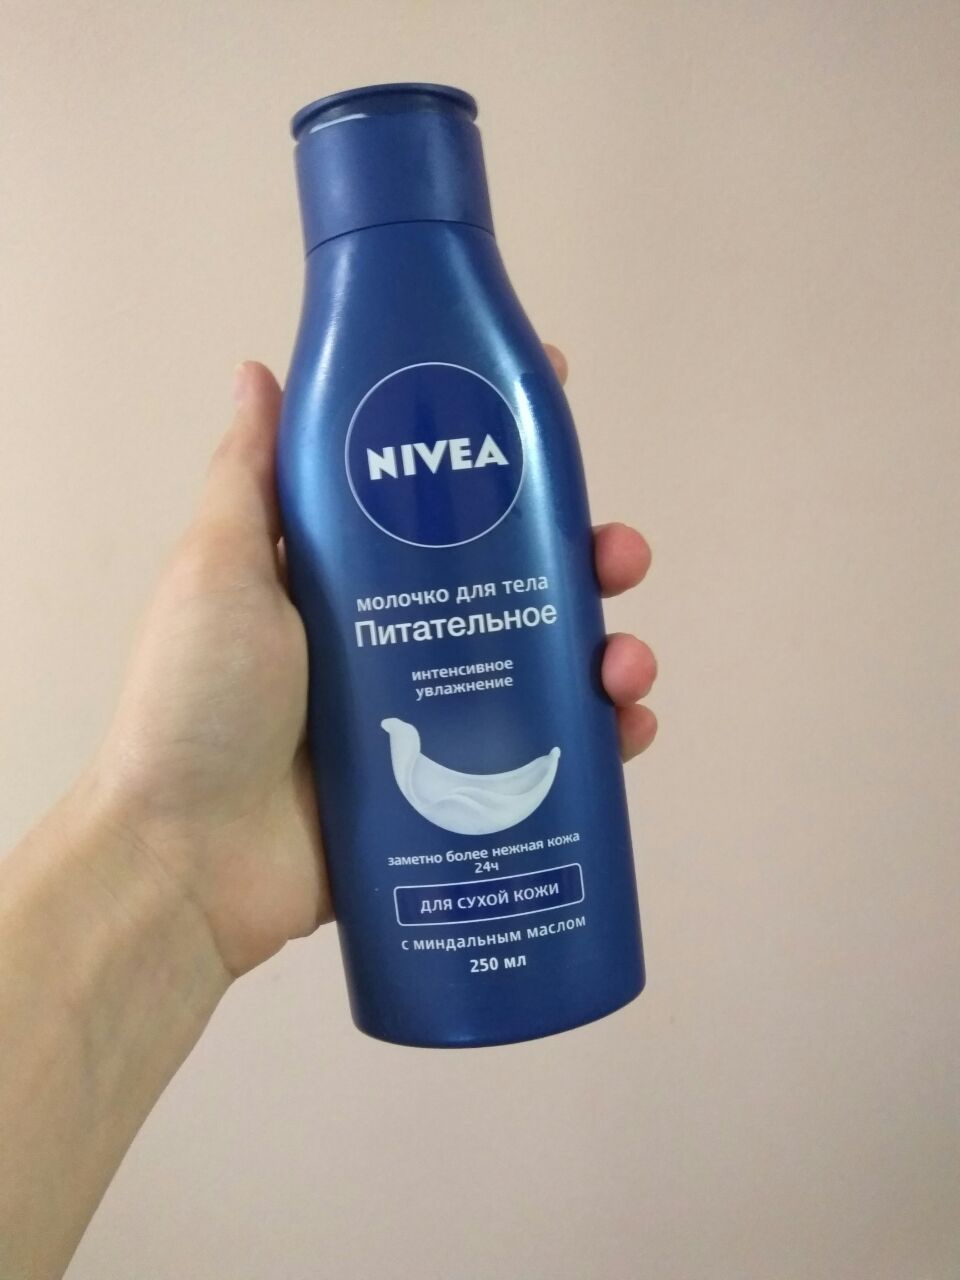 NIVEA
молочко для тела
Питательное
интенсивное
увлажнение
заметно более нежная кожа
24ч
ДЛЯ СУХОЙ КОЖИ
с миндальным маслом
250 мл